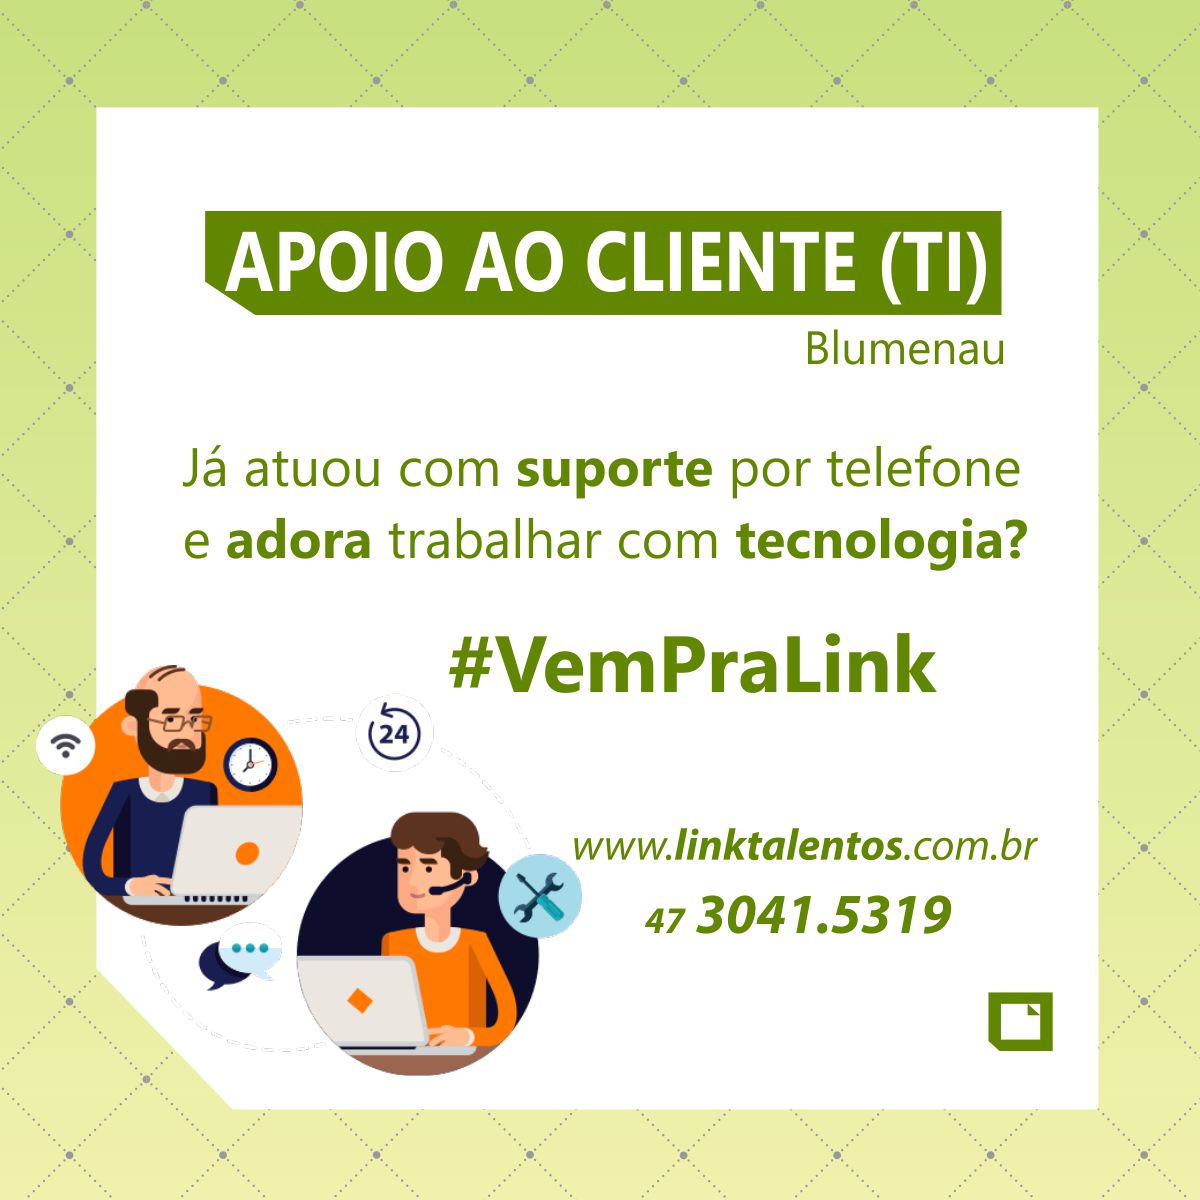 APOIO AO CLIENTE (TI)
Blumenau
Já atuou com suporte por telefone
e adora trabalhar com tecnologia?
#VemPraLink
24
www.linktalentos.com.br
47 3041.5319